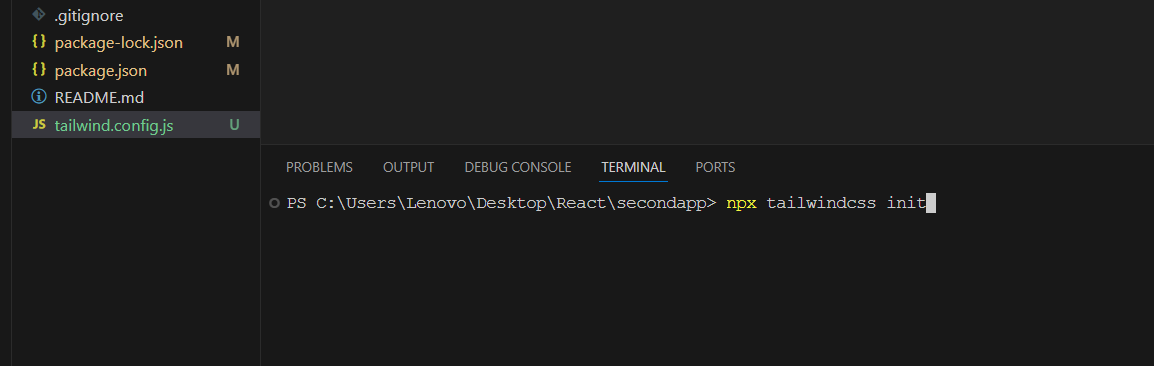 .gitignore
{} package-lock.json M
{} package.json M
README.md
JS tailwind.config.js U
PROBLEMS OUTPUT DEBUG CONSOLE TERMINAL PORTS
PS C:\Users\Lenovo\Desktop\React\secondapp> npx tailwindcss init